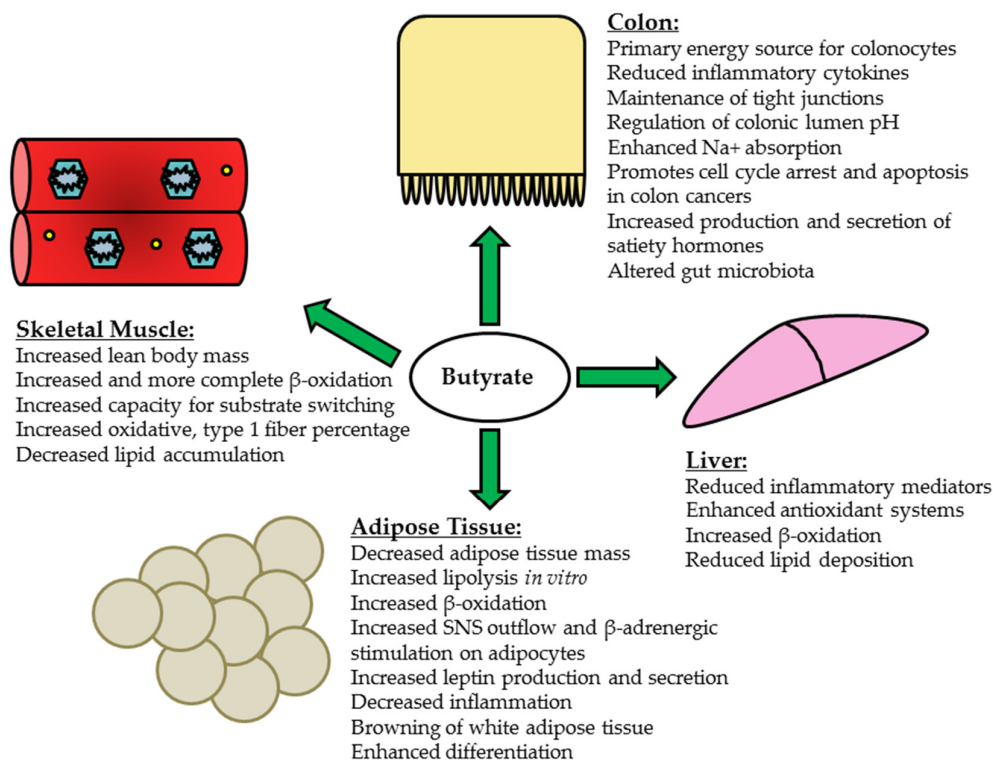 Colon:
Primary energy source for colonocytes
Reduced inflammatory cytokines
Maintenance of tight junctions
Regulation of colonic lumen pH
Enhanced Na+ absorption
Promotes cell cycle arrest and apoptosis
in colon cancers
Increased production and secretion of
satiety hormones
Altered gut microbiota
Skeletal Muscle:
Increased lean body mass
Increased and more complete β-oxidation
Increased capacity for substrate switching
Increased oxidative, type 1 fiber percentage
Decreased lipid accumulation
Butyrate
Liver:
Reduced inflammatory mediators
Enhanced antioxidant systems
Increased β-oxidation
Reduced lipid deposition
Adipose Tissue:
Decreased adipose tissue mass
Increased lipolysis in vitro
Increased β-oxidation
Increased SNS outflow and β-adrenergic
stimulation on adipocytes
Increased leptin production and secretion
Decreased inflammation
Browning of white adipose tissue
Enhanced differentiation